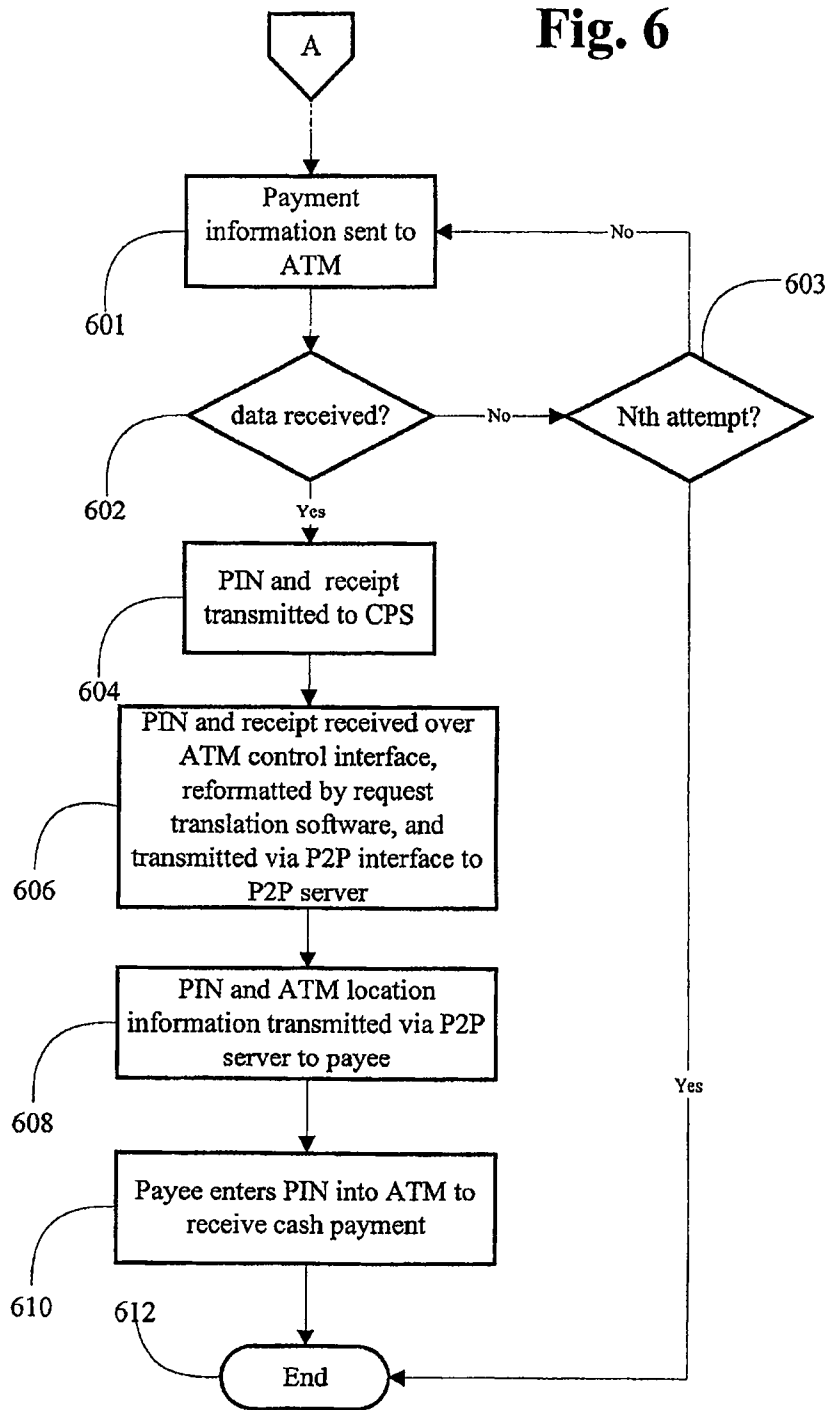 Fig. 6
A
Payment
information sent to
ATM
601
No
603
data received?
No
Nth attempt?
602
Yes
PIN and receipt
transmitted to CPS
604
PIN and receipt received over
ATM control interface,
reformatted by request
translation software, and
transmitted via P2P interface to
P2P server
606
PIN and ATM location
information transmitted via P2P
server to payee
608
Yes
Payee enters PIN into ATM to
receive cash payment
610
612
End